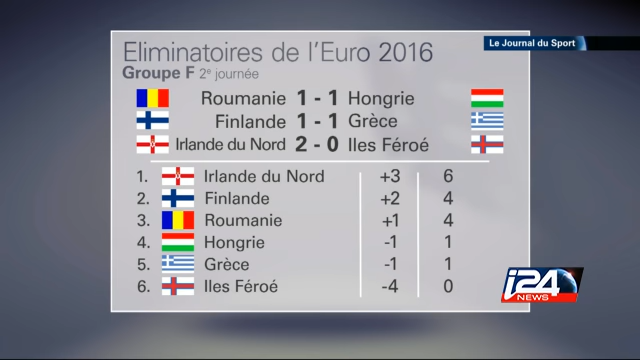 Le Journal du Sport
Eliminatoires de l'Euro 2016
Groupe F 2e journée
Roumanie 1 - 1 Hongrie
Finlande 1 - 1 Grèce
Irlande du Nord 2 - 0 Iles Féroé
1. Irlande du Nord +3 6
2. Finlande +2 4
3. Roumanie +1 4
4. Hongrie -1 1
5. Grèce -1 1
6. Iles Féroé -4 0
i24
NEWS